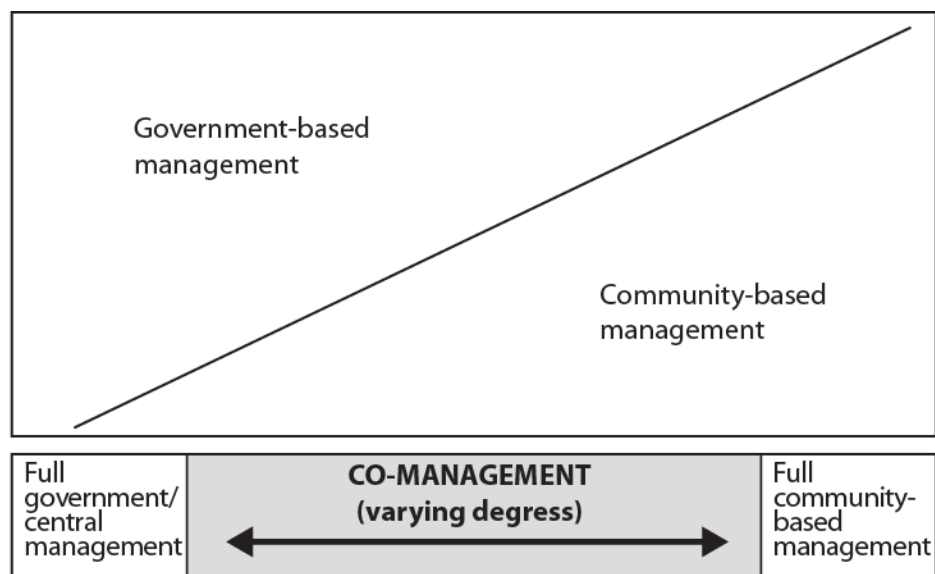 Government-based
management
Community-based
management
Full
government/
central
management
CO-MANAGEMENT
(varying degress)
Full
community-
based
management